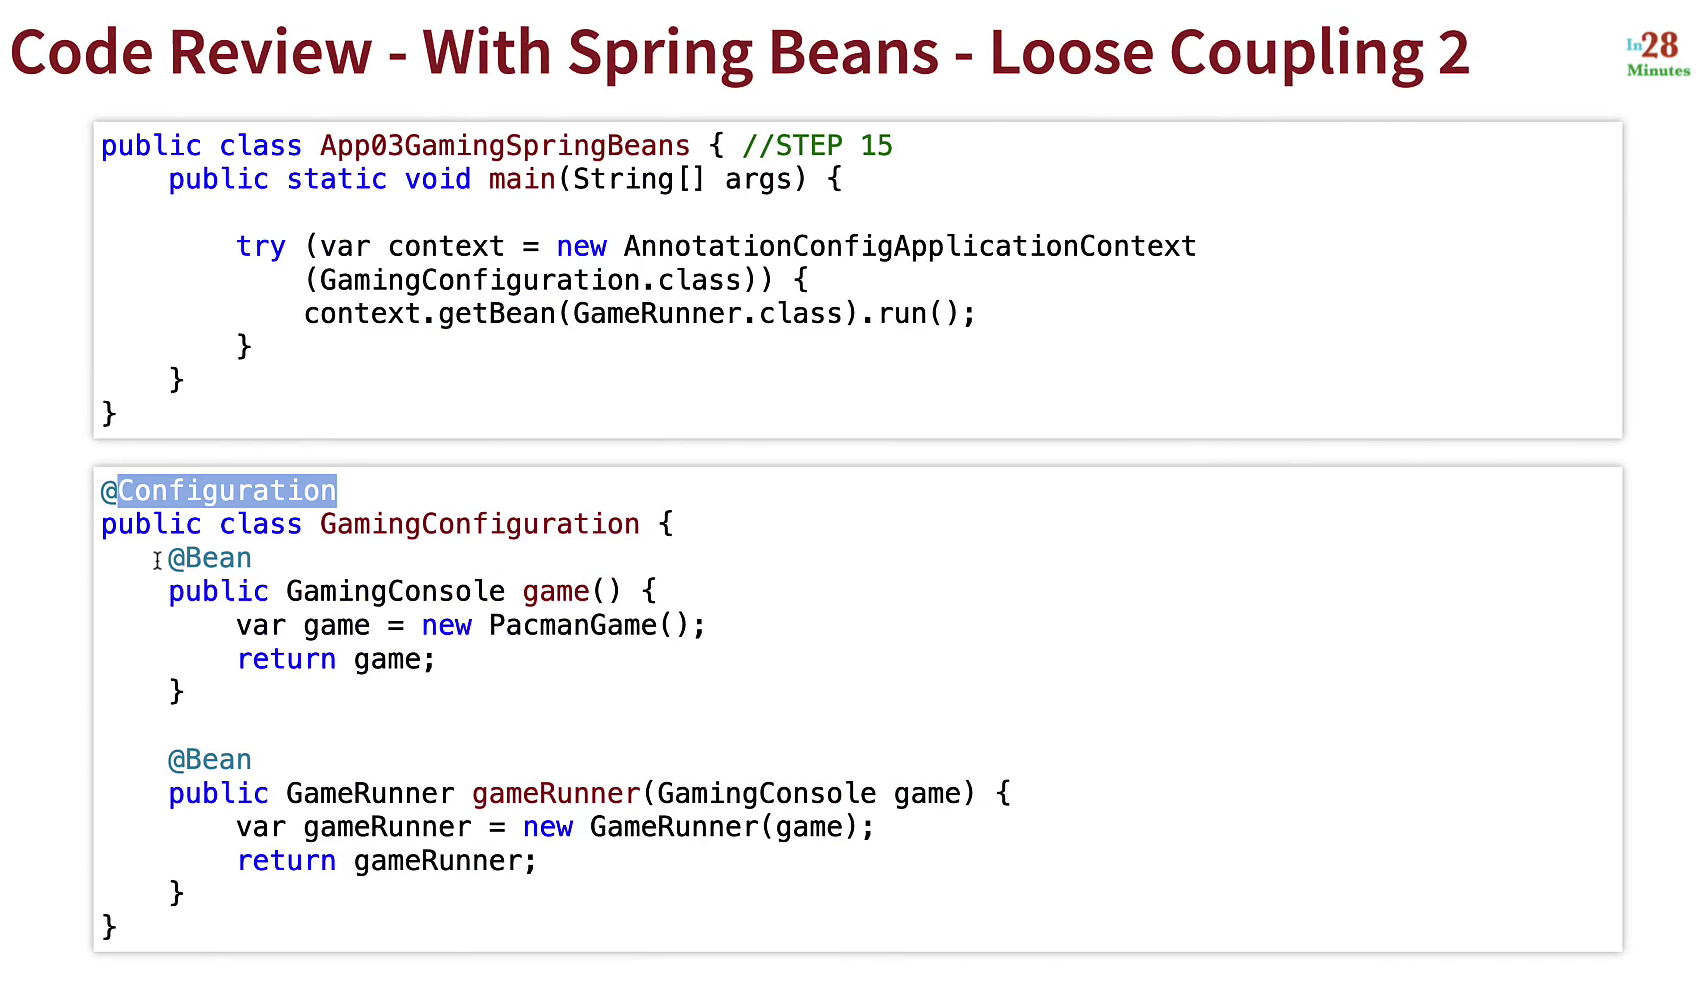 Code Review - With Spring Beans - Loose Coupling 2
In28
Minutes
public class App03GamingSpringBeans { //STEP 15
    public static void main(String[] args) {
        try (var context = new AnnotationConfigApplicationContext
            (GamingConfiguration.class)) {
            context.getBean(GameRunner.class).run();
        }
    }
}
@Configuration
public class GamingConfiguration {
    @Bean
    public GamingConsole game() {
        var game = new PacmanGame();
        return game;
    }
    @Bean
    public GameRunner gameRunner(GamingConsole game) {
        var gameRunner = new GameRunner(game);
        return gameRunner;
    }
}